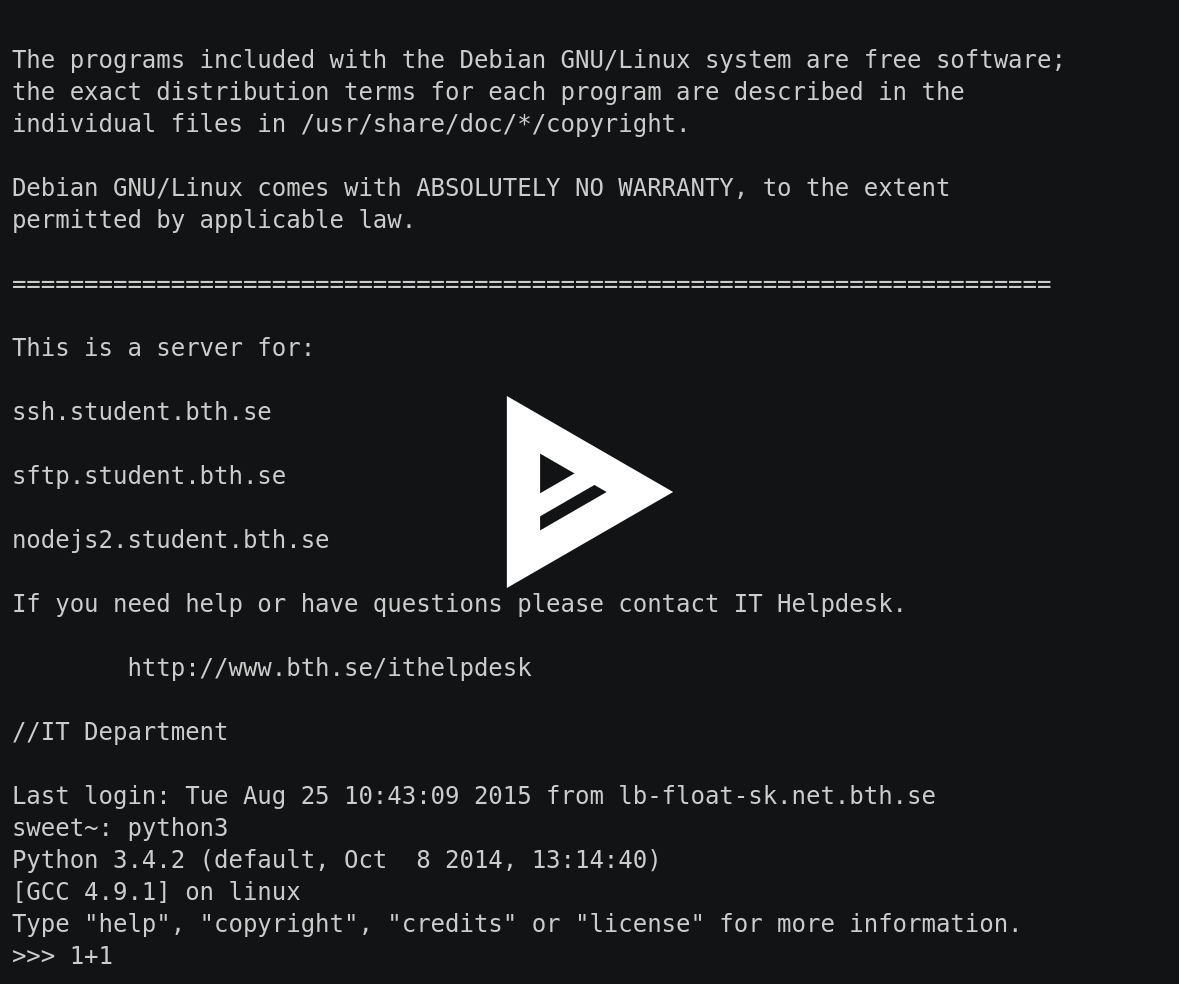 The programs included with the Debian GNU/Linux system are free software;
the exact distribution terms for each program are described in the
individual files in /usr/share/doc/*/copyright.
Debian GNU/Linux comes with ABSOLUTELY NO WARRANTY, to the extent
permitted by applicable law.
========================================================================
This is a server for:
ssh.student.bth.se
sftp.student.bth.se
nodejs2.student.bth.se
If you need help or have questions please contact IT Helpdesk.
http://www.bth.se/ithelpdesk
//IT Department
Last login: Tue Aug 25 10:43:09 2015 from lb-float-sk.net.bth.se
sweet~: python3
Python 3.4.2 (default, Oct  8 2014, 13:14:40)
[GCC 4.9.1] on linux
Type "help", "copyright", "credits" or "license" for more information.
>>> 1+1